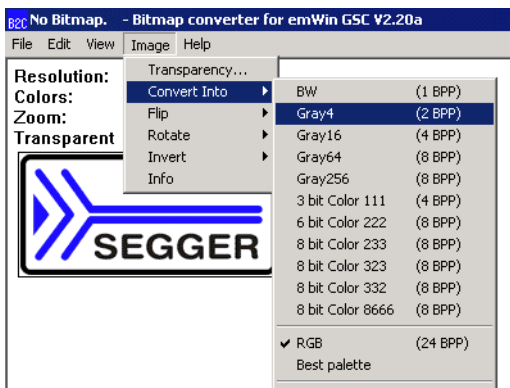 B2C No Bitmap. - Bitmap converter for emWin GSC V2.20a
File Edit View Image Help
Resolution:
Colors:
Zoom:
Transparent
SEGGER
Transparency...
Convert Into
Flip
Rotate
Invert
Info
BW (1 BPP)
Gray4 (2 BPP)
Gray16 (4 BPP)
Gray64 (8 BPP)
Gray256 (8 BPP)
3 bit Color 111 (4 BPP)
6 bit Color 222 (8 BPP)
8 bit Color 233 (8 BPP)
8 bit Color 323 (8 BPP)
8 bit Color 332 (8 BPP)
8 bit Color 8666 (8 BPP)
RGB (24 BPP)
Best palette